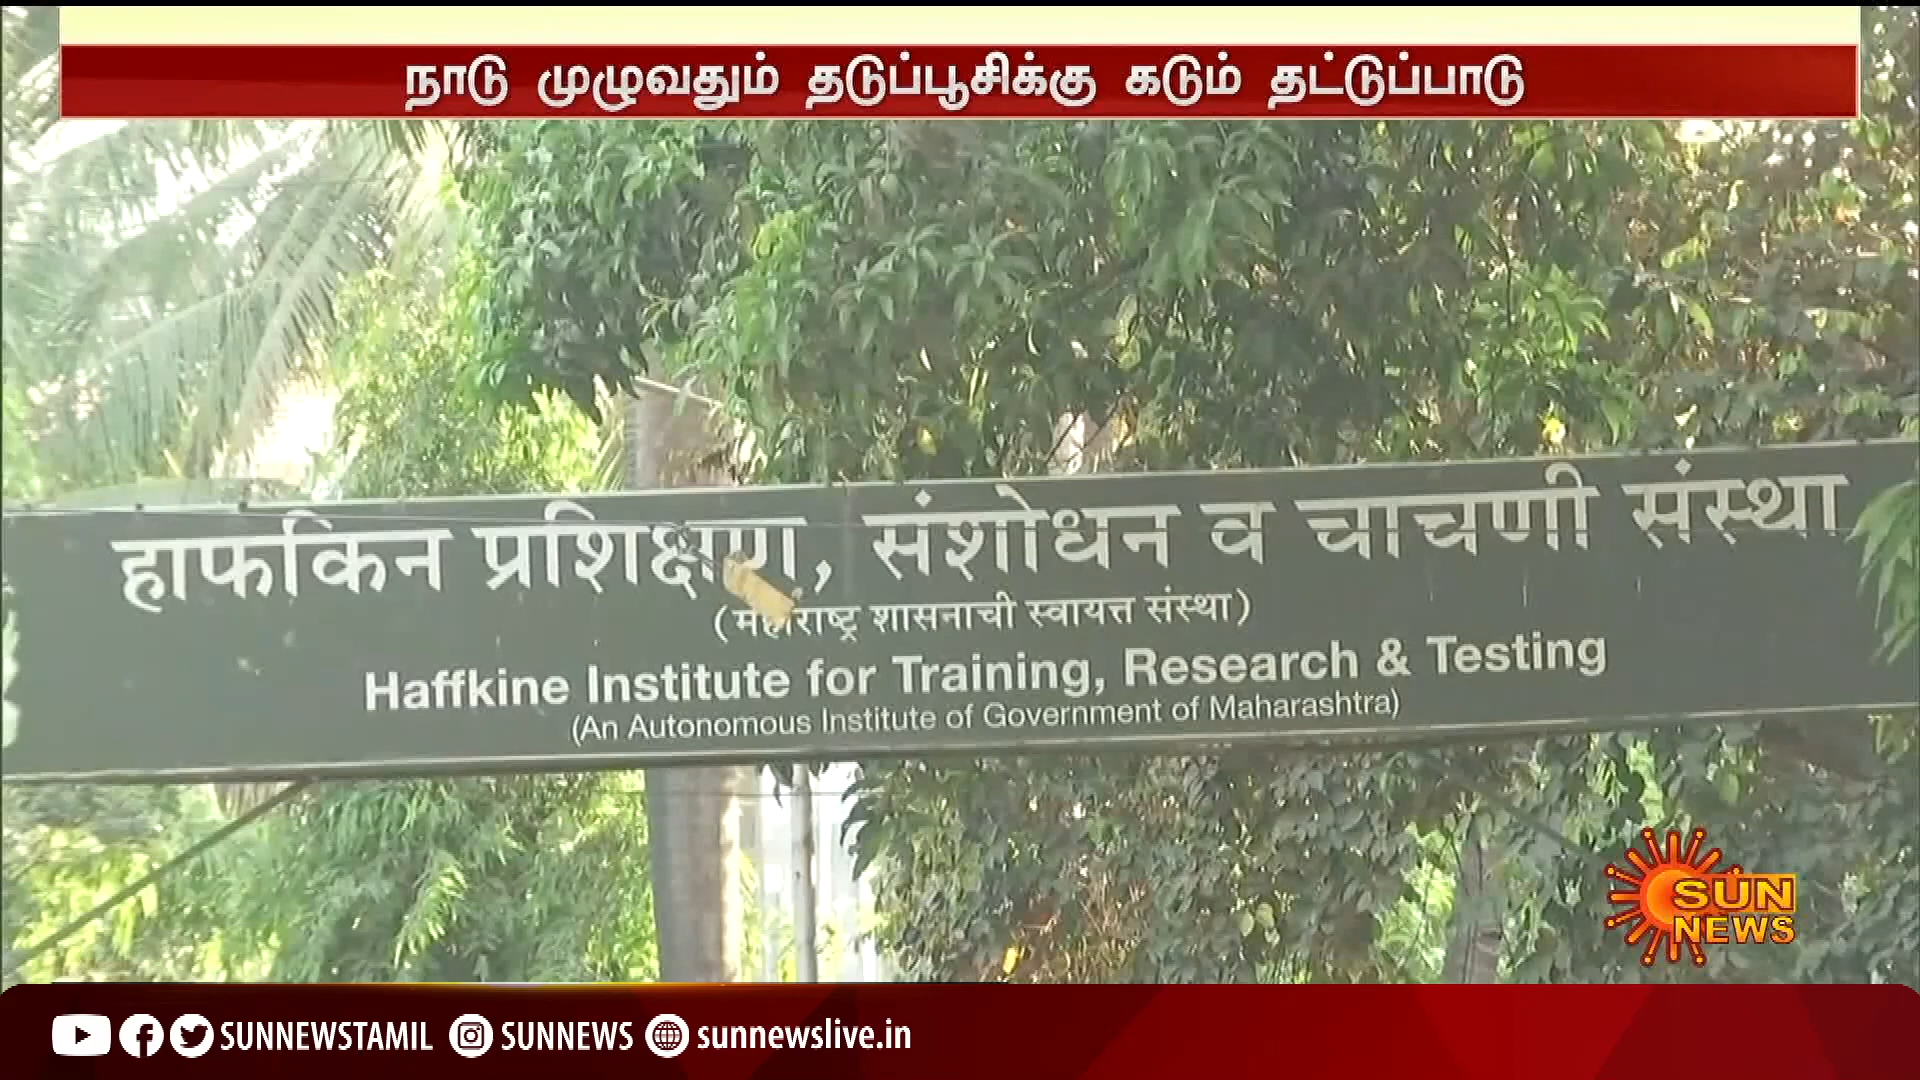 நாடு முழுவதும் தடுப்பூசிக்கு கடும் தட்டுப்பாடு
हाफकिन प्रशिक्षण, संशोधन व चाचणी संस्था
(महाराष्ट्र शासनाची स्वायत्त संस्था)
Haffkine Institute for Training, Research & Testing
(An Autonomous Institute of Government of Maharashtra)
SUN
NEWS
SUNNEWSTAMIL SUNNEWS sunnewslive.in